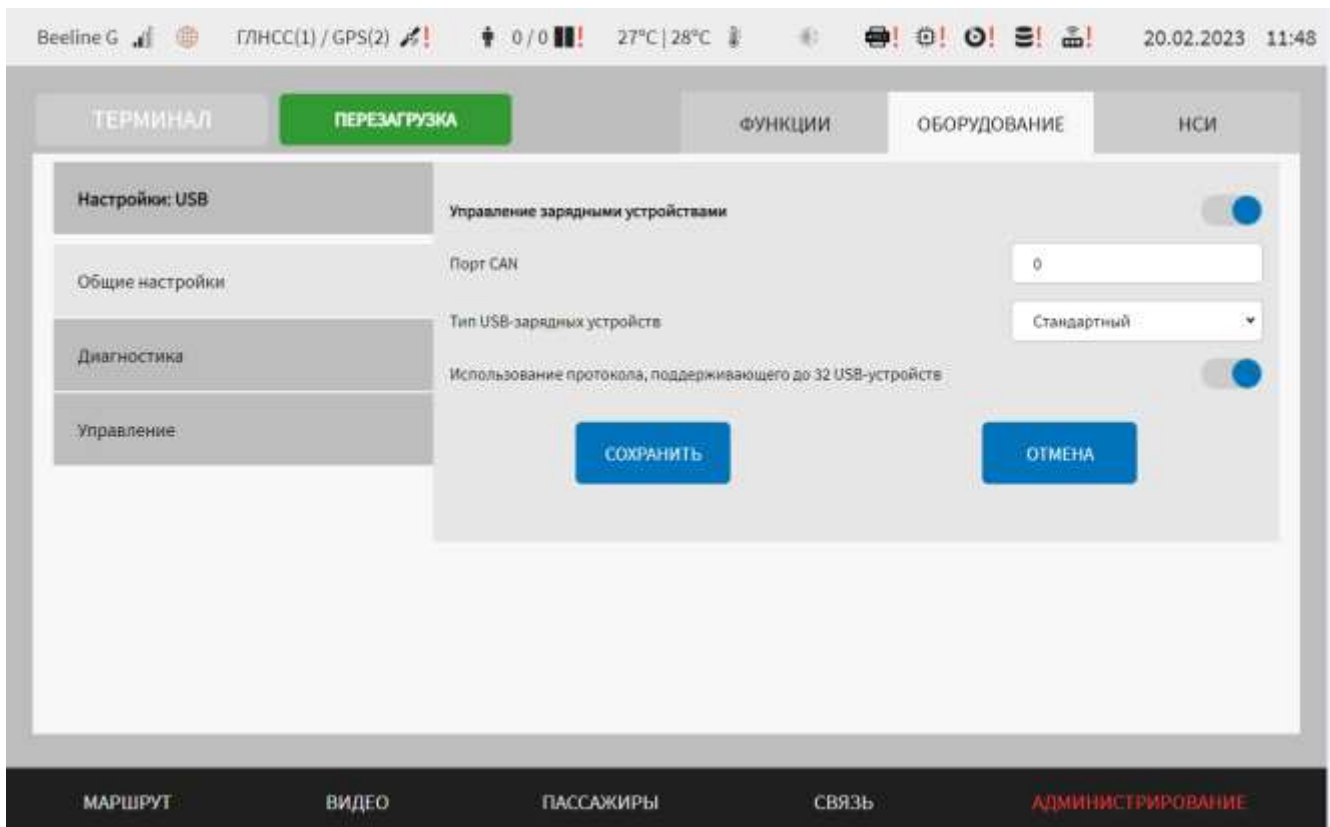 Beeline G ГЛНСС(1) / GPS(2) ! 0 / 0 ! 27°C | 28°C ! ! ! ! ! 20.02.2023 11:48
ТЕРМИНАЛ ПЕРЕЗАГРУЗКА ФУНКЦИИ ОБОРУДОВАНИЕ НСИ
Настройки: USB
Управление зарядными устройствами
Порт CAN 0
Общие настройки
Тип USB-зарядных устройств Стандартный
Диагностика
Использование протокола, поддерживающего до 32 USB-устройств
Управление
СОХРАНИТЬ ОТМЕНА
МАРШРУТ ВИДЕО ПАССАЖИРЫ СВЯЗЬ АДМИНИСТРИРОВАНИЕ